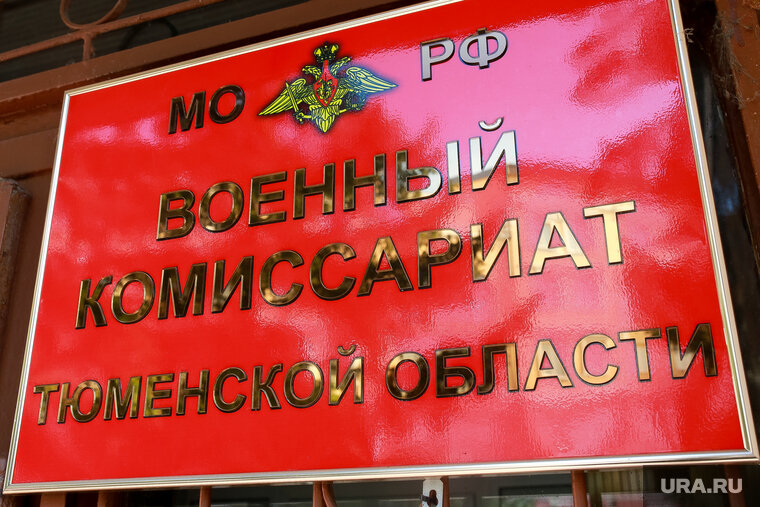 МО РФ
ВОЕННЫЙ
КОМИССАРИАТ
ТЮМЕНСКОЙ ОБЛАСТИ
URA.RU